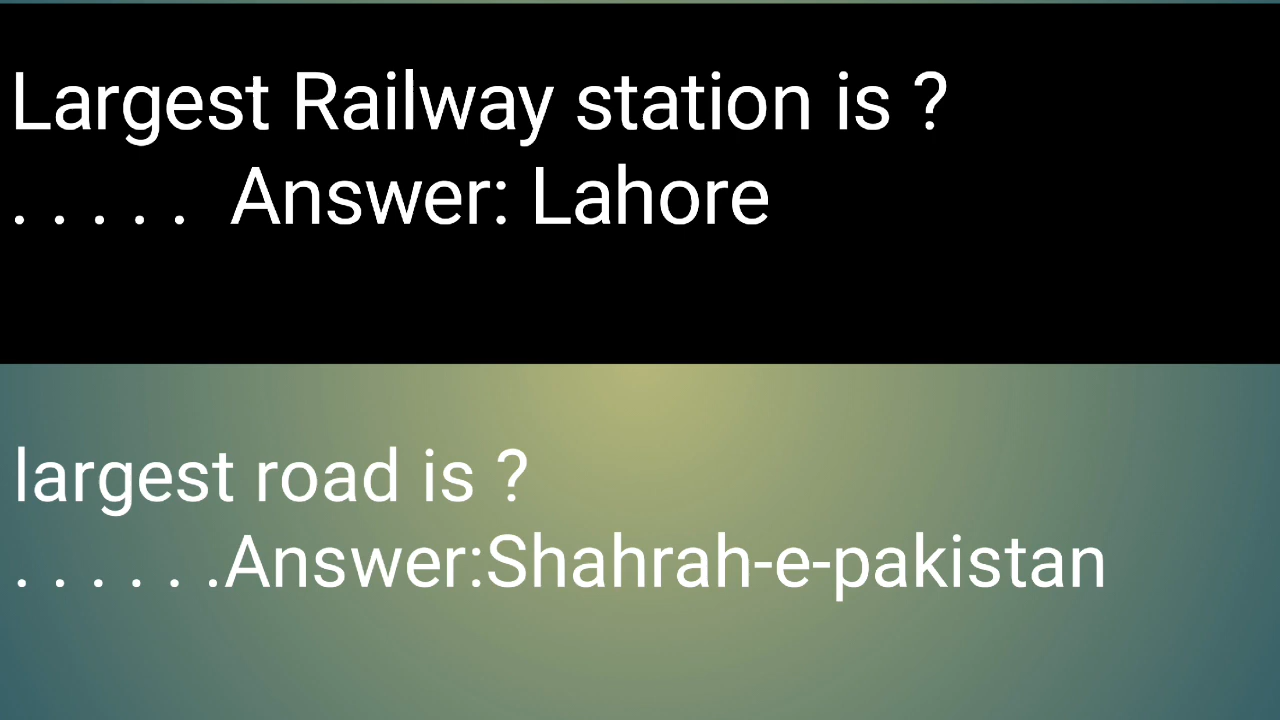 Largest Railway station is ?
. . . . .  Answer: Lahore
largest road is ?
. . . . . .Answer:Shahrah-e-pakistan